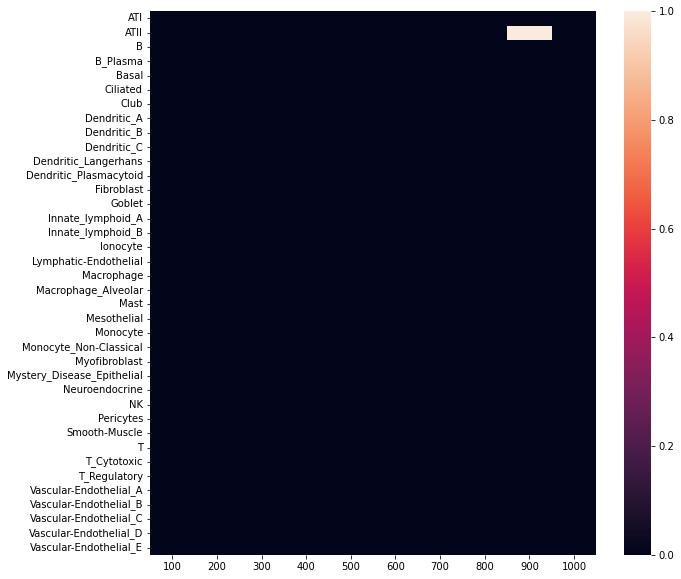 ATI
ATII
B
B_Plasma
Basal
Ciliated
Club
Dendritic_A
Dendritic_B
Dendritic_C
Dendritic_Langerhans
Dendritic_Plasmacytoid
Fibroblast
Goblet
Innate_lymphoid_A
Innate_lymphoid_B
Ionocyte
Lymphatic-Endothelial
Macrophage
Macrophage_Alveolar
Mast
Mesothelial
Monocyte
Monocyte_Non-Classical
Myofibroblast
Mystery_Disease_Epithelial
Neuroendocrine
NK
Pericytes
Smooth-Muscle
T
T_Cytotoxic
T_Regulatory
Vascular-Endothelial_A
Vascular-Endothelial_B
Vascular-Endothelial_C
Vascular-Endothelial_D
Vascular-Endothelial_E
100 200 300 400 500 600 700 800 900 1000
1.0
0.8
0.6
0.4
0.2
0.0